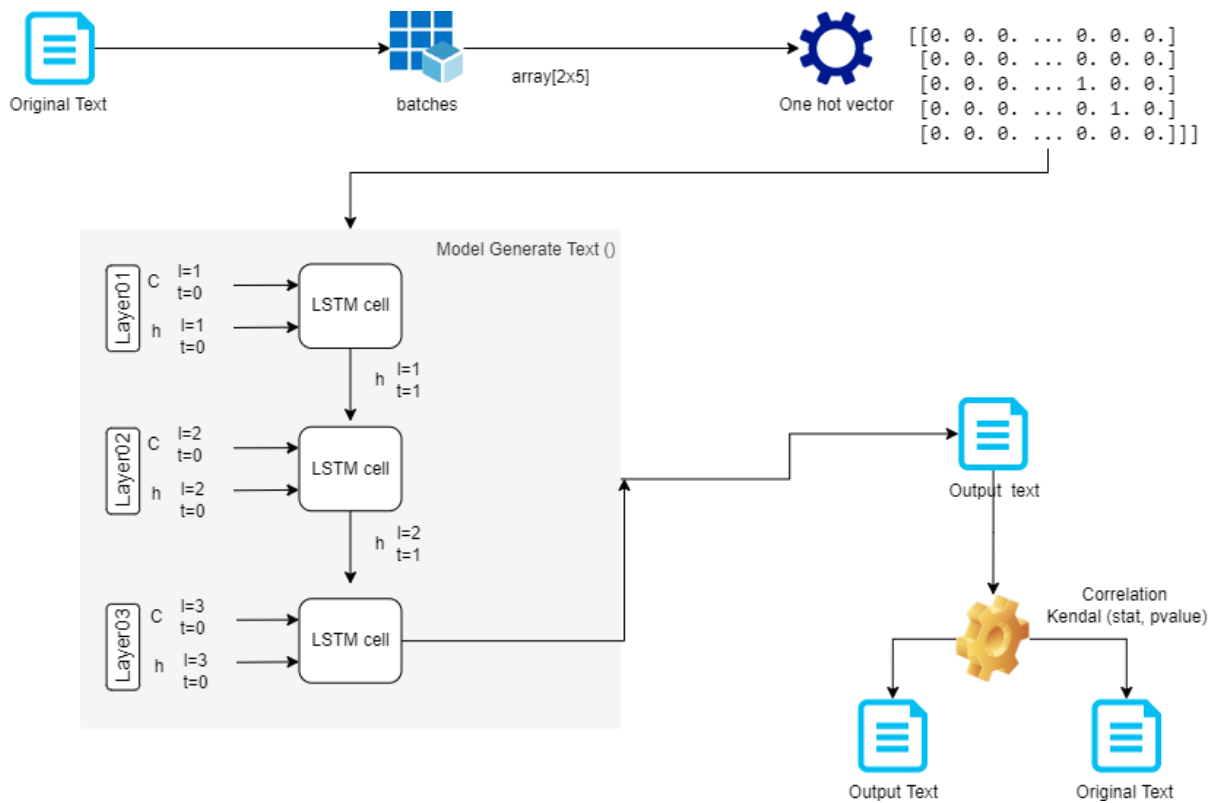 Original Text
batches
array[2x5]
One hot vector
[[0. 0. 0. ... 0. 0. 0.]
[0. 0. 0. ... 0. 0. 0.]
[0. 0. 0. ... 1. 0. 0.]
[0. 0. 0. ... 0. 1. 0.]
[0. 0. 0. ... 0. 0. 0.]]]
Model Generate Text ()
Layer01
C
l=1
t=0
h
l=1
t=0
LSTM cell
h
l=1
t=1
Layer02
C
l=2
t=0
h
l=2
t=0
LSTM cell
h
l=2
t=1
Layer03
C
l=3
t=0
h
l=3
t=0
LSTM cell
Output text
Correlation
Kendal (stat, pvalue)
Output Text
Original Text